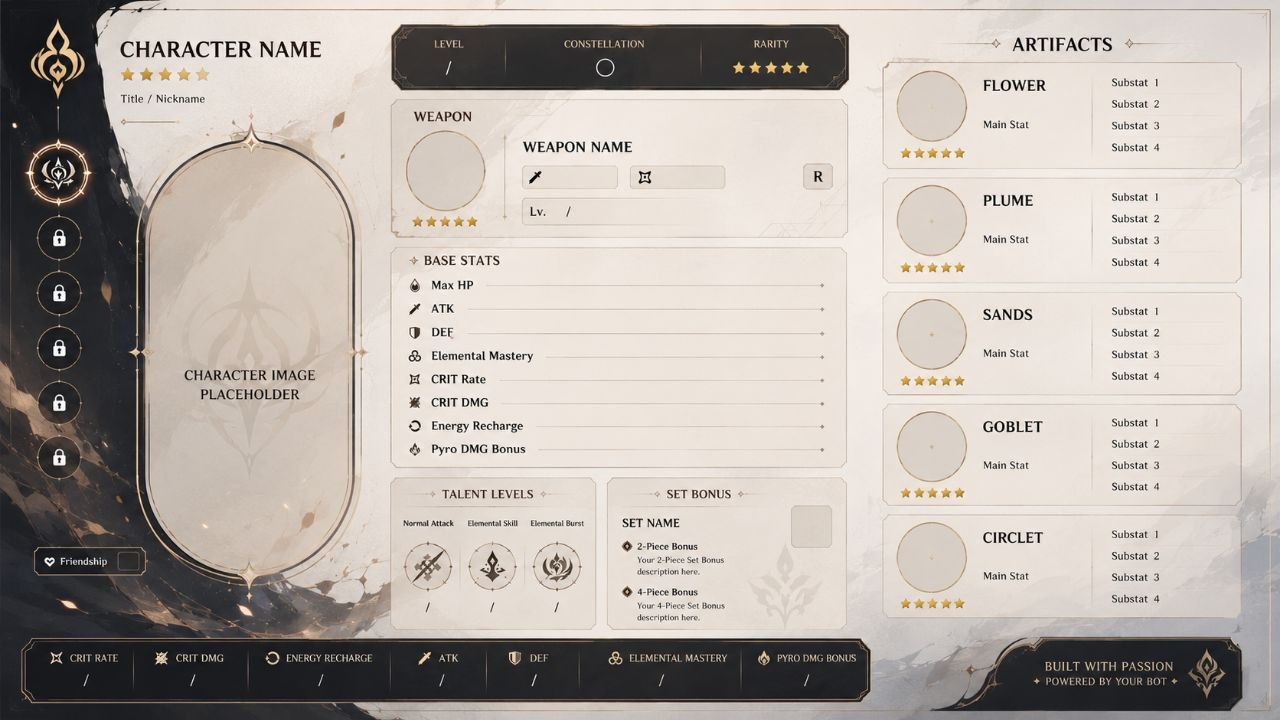 CHARACTER NAME
Title / Nickname
CHARACTER IMAGE
PLACEHOLDER
Friendship
LEVEL
/
CONSTELLATION
RARITY
WEAPON
WEAPON NAME
R
Lv. /
BASE STATS
Max HP
ATK
DEF
Elemental Mastery
CRIT Rate
CRIT DMG
Energy Recharge
Pyro DMG Bonus
TALENT LEVELS
Normal Attack
Elemental Skill
Elemental Burst
/
/
/
SET BONUS
SET NAME
2-Piece Bonus
Your 2-Piece Set Bonus
description here.
4-Piece Bonus
Your 4-Piece Set Bonus
description here.
ARTIFACTS
FLOWER
Main Stat
Substat 1
Substat 2
Substat 3
Substat 4
PLUME
Main Stat
Substat 1
Substat 2
Substat 3
Substat 4
SANDS
Main Stat
Substat 1
Substat 2
Substat 3
Substat 4
GOBLET
Main Stat
Substat 1
Substat 2
Substat 3
Substat 4
CIRCLET
Main Stat
Substat 1
Substat 2
Substat 3
Substat 4
CRIT RATE
/
CRIT DMG
/
ENERGY RECHARGE
/
ATK
/
DEF
/
ELEMENTAL MASTERY
/
PYRO DMG BONUS
/
BUILT WITH PASSION
POWERED BY YOUR BOT